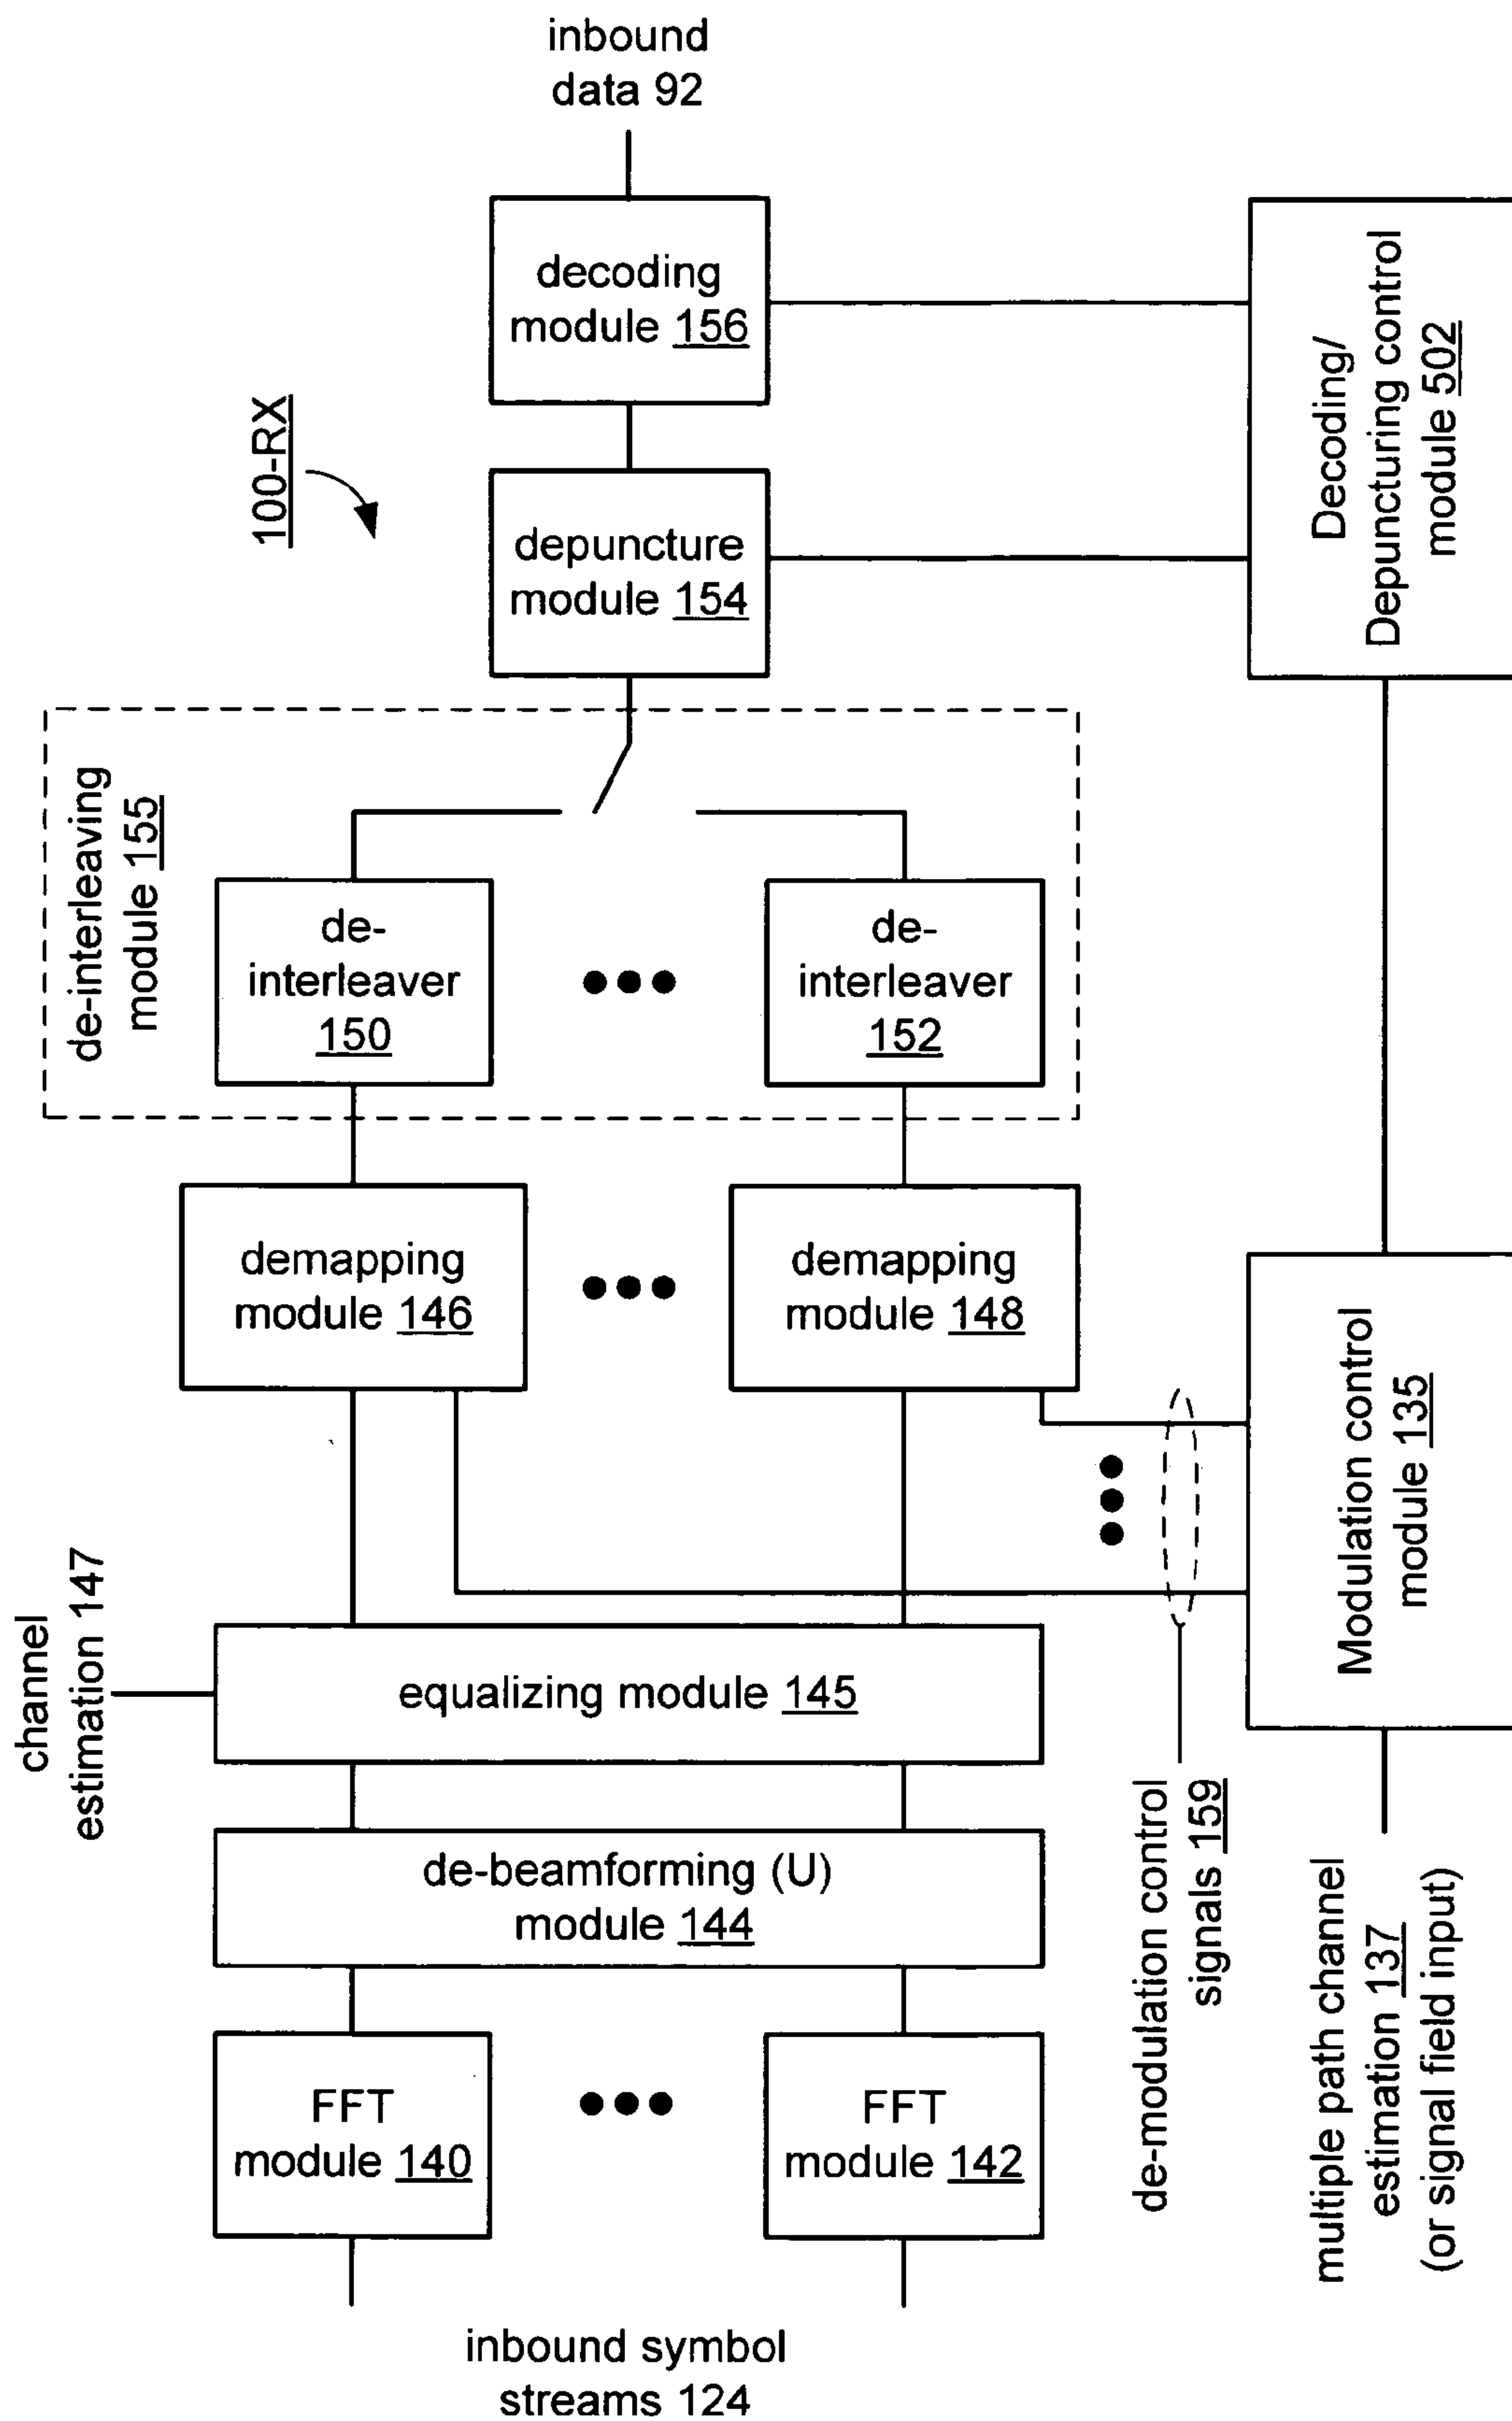 inbound
data 92
decoding
module 156
100-RX
depuncture
module 154
Decoding/
Depuncturing control
module 502
de-interleaving
module 155
de-
interleaver
150
de-
interleaver
152
demapping
module 146
demapping
module 148
Modulation control
module 135
channel
estimation 147
equalizing module 145
de-beamforming (U)
module 144
de-modulation control
signals 159
multiple path channel
estimation 137
(or signal field input)
FFT
module 140
FFT
module 142
inbound symbol
streams 124